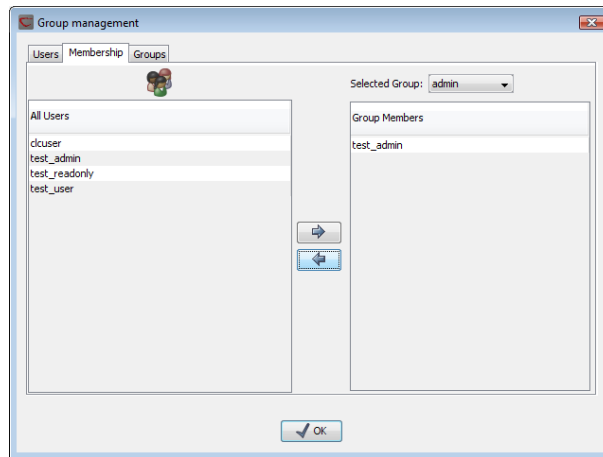 Group management
Users Membership Groups
Selected Group: admin
All Users
clcuser
test_admin
test_readonly
test_user
Group Members
test_admin
OK